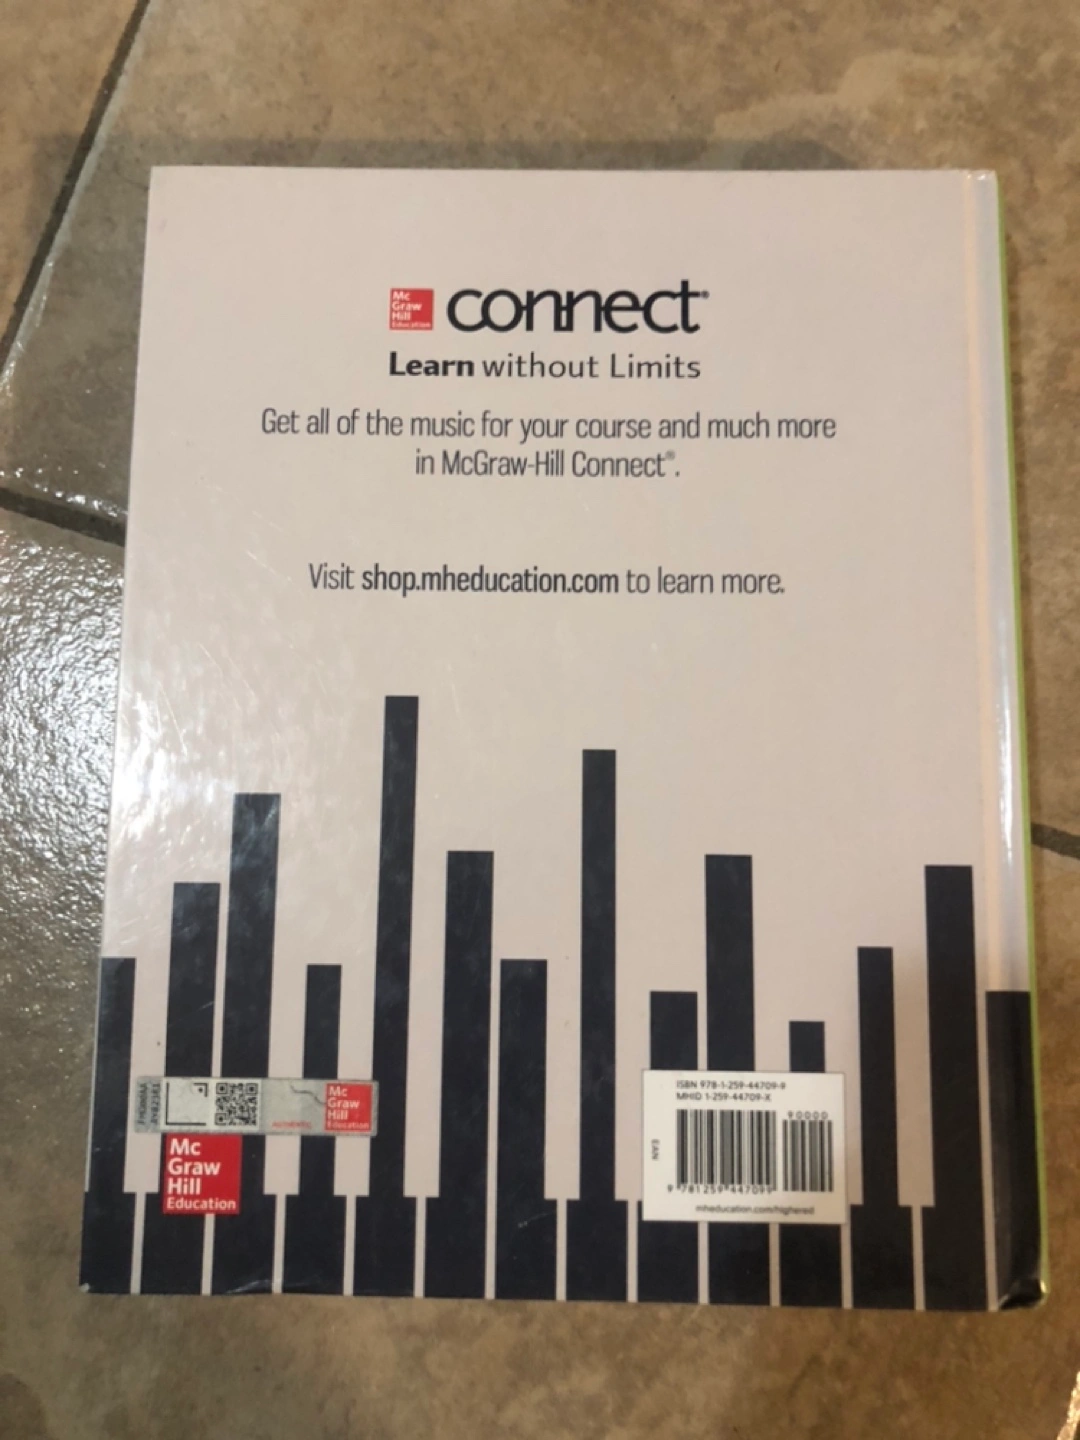 Mc
Graw
Hill
Education
connect®
Learn without Limits
Get all of the music for your course and much more
in McGraw-Hill Connect®.
Visit shop.mheducation.com to learn more.
Mc
Graw
Hill
Education
AUTHENTIC
Mc
Graw
Hill
Education
ISBN 978-1-259-44709-9
MHID 1-259-44709-X
90000
EAN
9 781259 447099
mheducation.com/highered